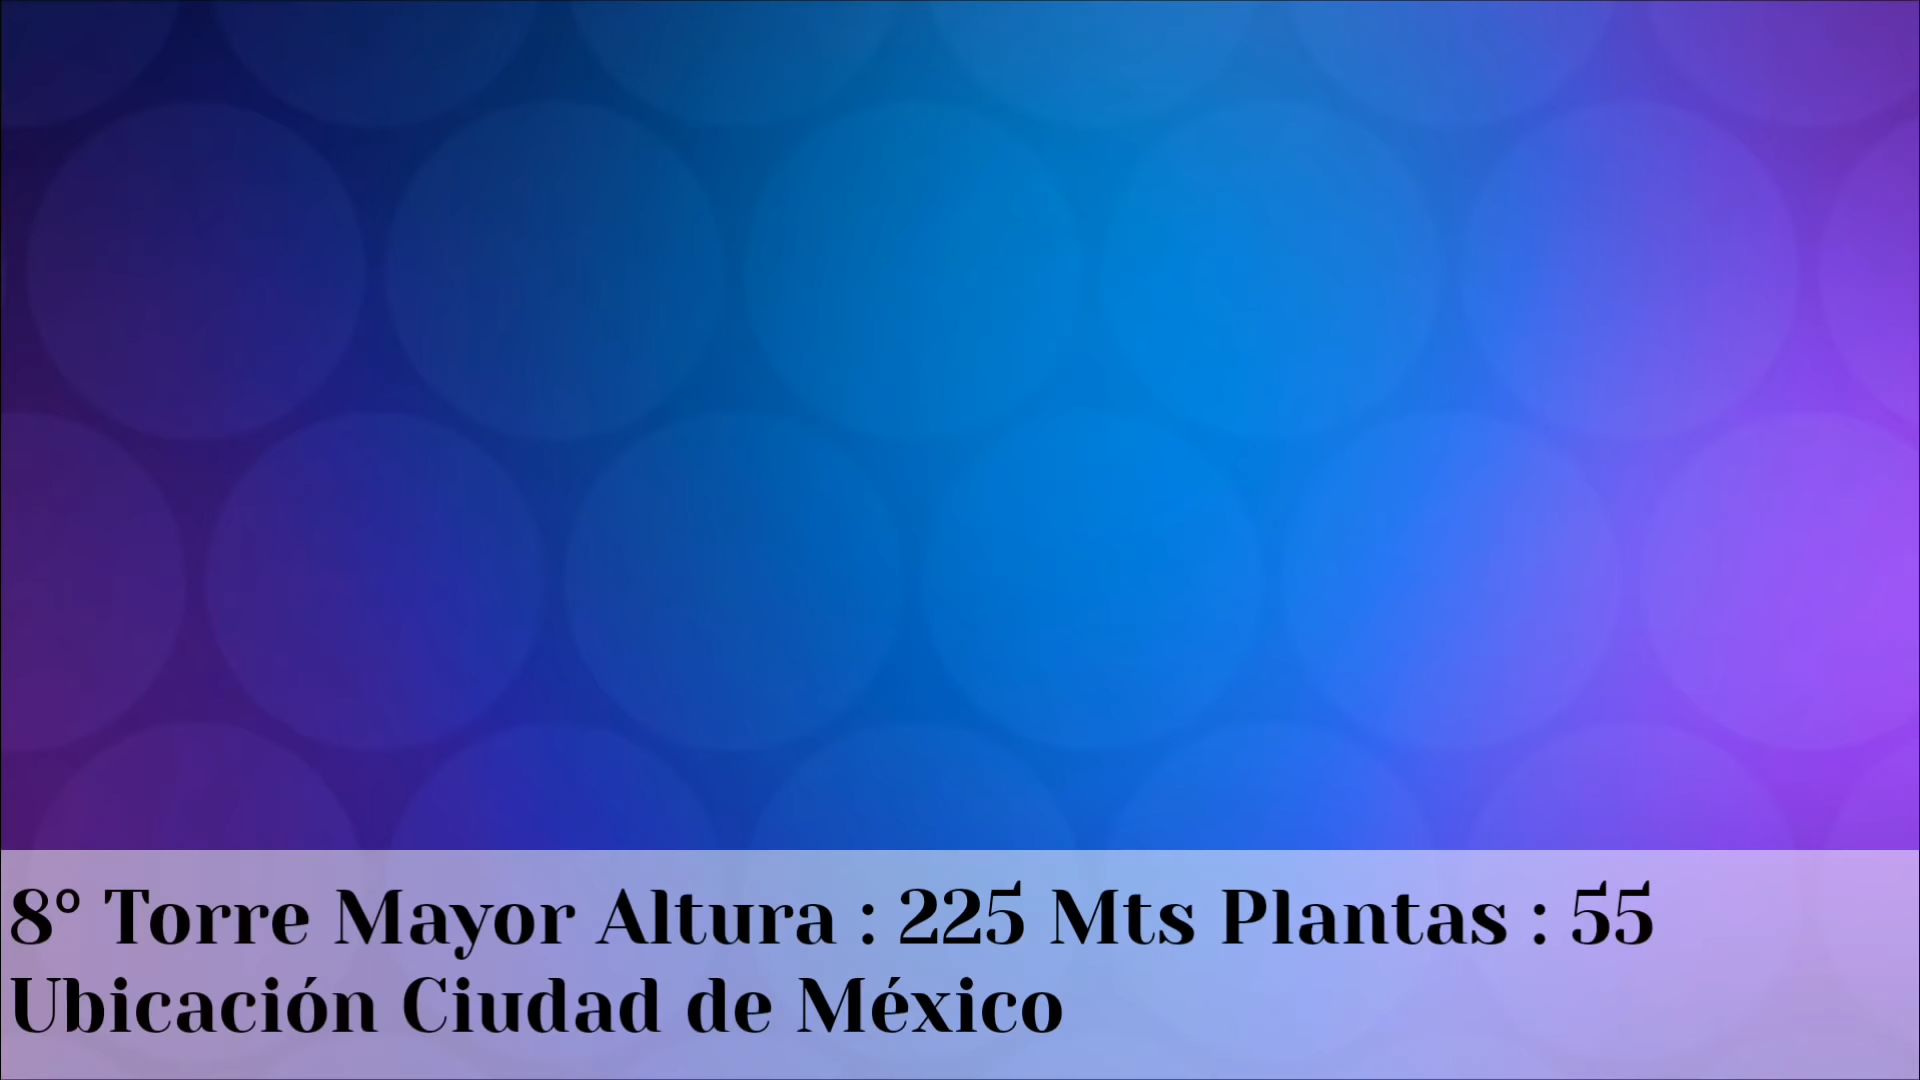 8° Torre Mayor Altura : 225 Mts Plantas : 55
Ubicación Ciudad de México